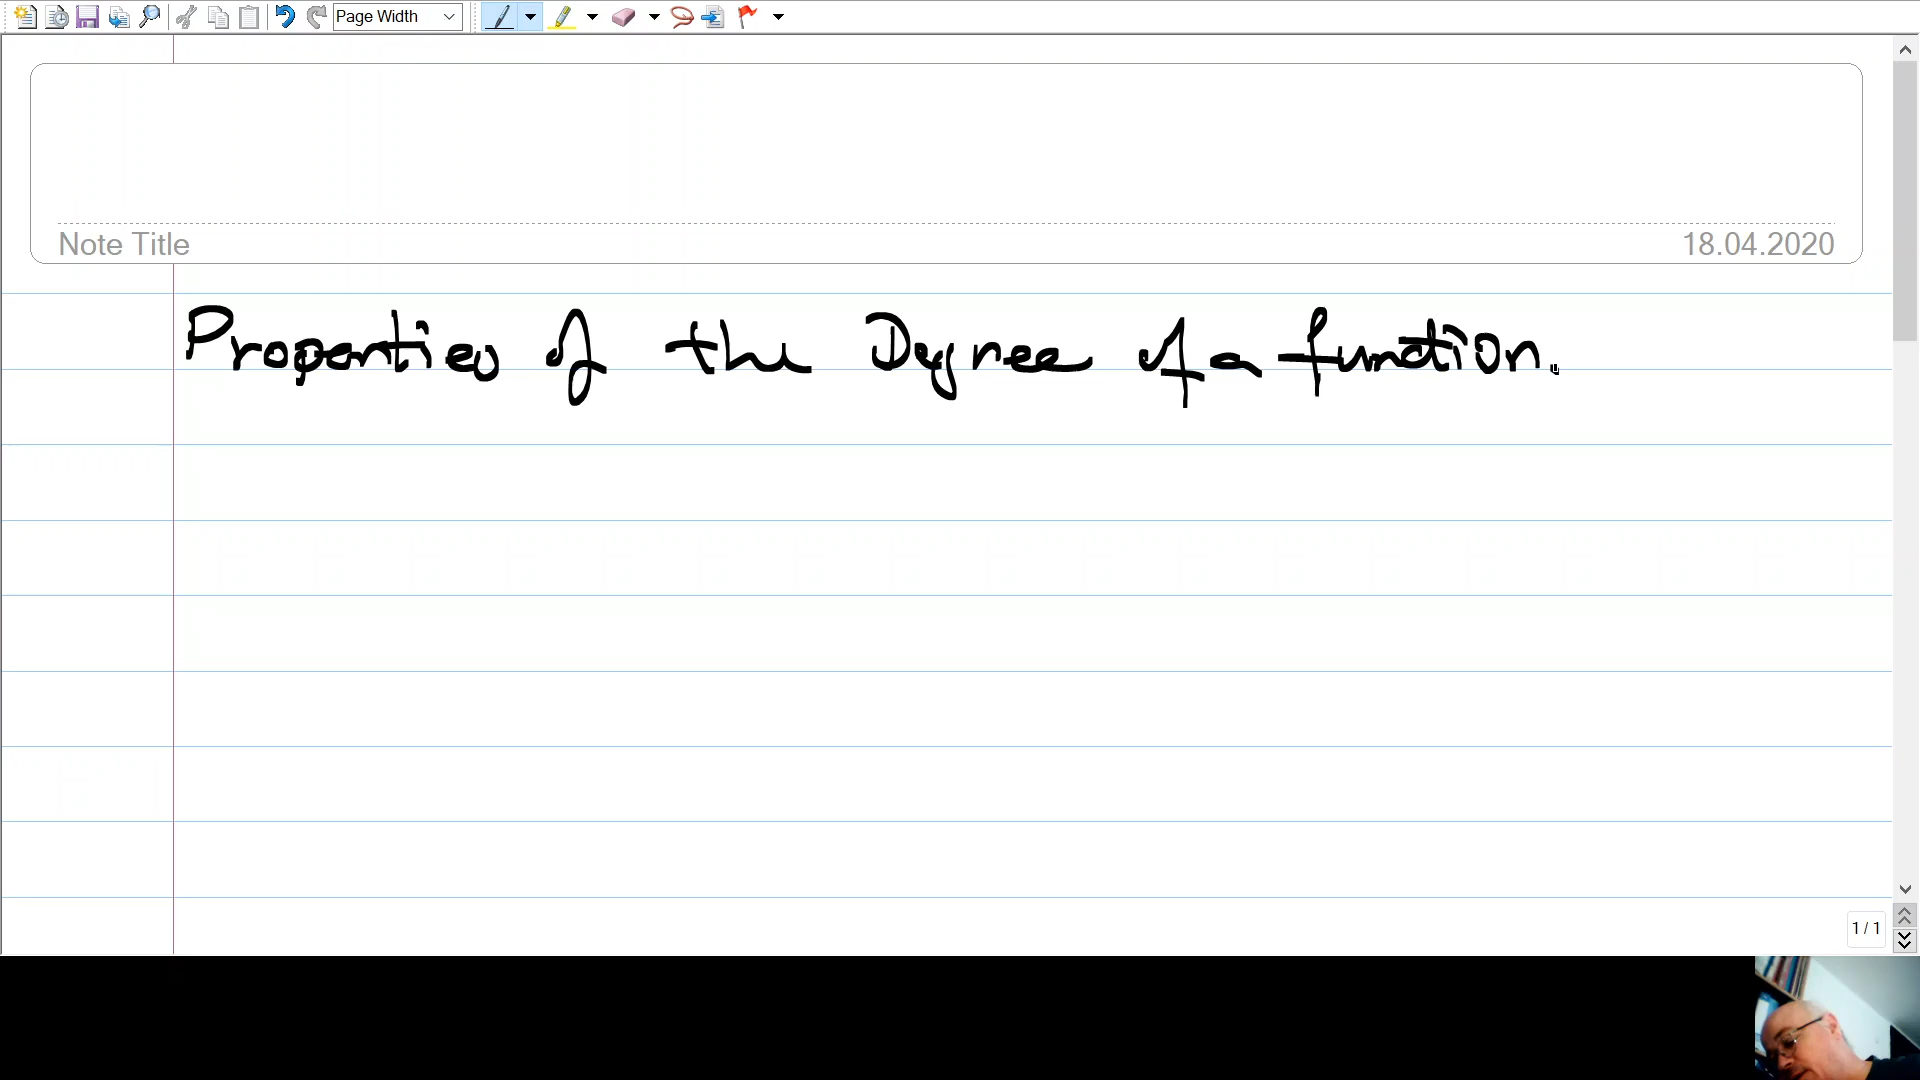 Page Width
Note Title
18.04.2020
Properties of the Degree of a function.
1 / 1